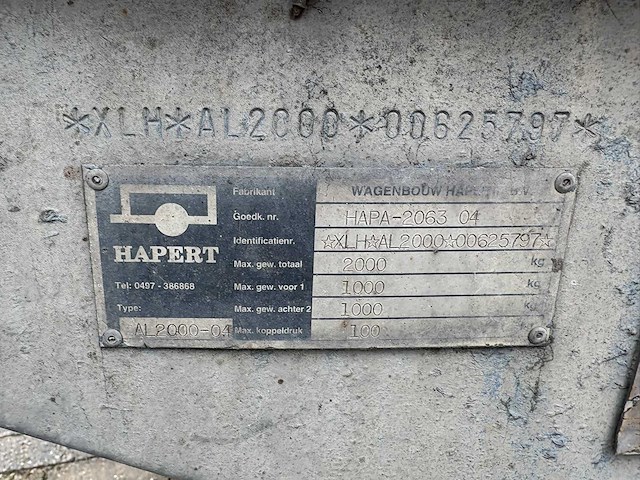 *XLH*AL2000*00625797*
HAPERT
Tel: 0497 - 386868
Type:
AL2000-04
Fabrikant WAGENBOUW HAPERT
Goedk. nr. HAPA-2063 04
Identificatienr. ☆XLH☆AL2000☆00625797☆
Max. gew. totaal 2000 kg
Max. gew. voor 1 1000 kg
Max. gew. achter 2 1000
Max. koppeldruk 100